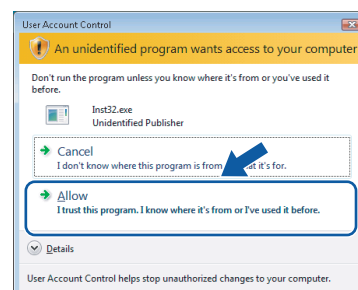 User Account Control
An unidentified program wants access to your computer
Don't run the program unless you know where it's from or you've used it
before.
Inst32.exe
Unidentified Publisher
Cancel
I don't know where this program is from at it's for.
Allow
I trust this program. I know where it's from or I've used it before.
Details
User Account Control helps stop unauthorized changes to your computer.